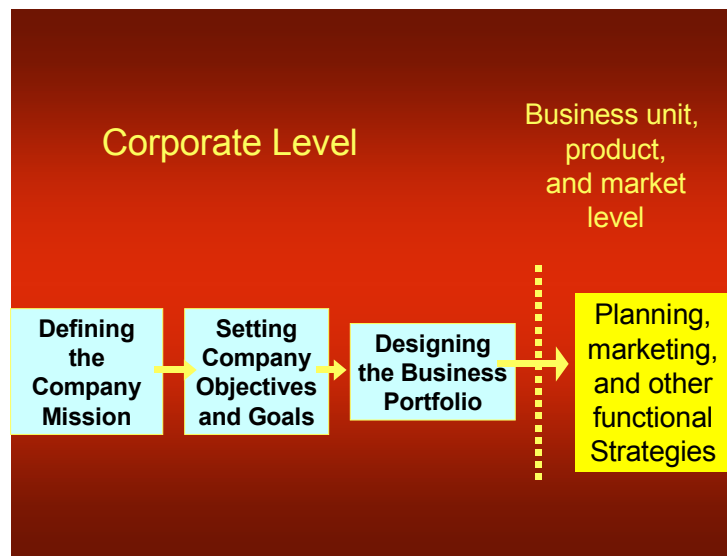 Corporate Level
Business unit,
product,
and market
level
Defining
the
Company
Mission
Setting
Company
Objectives
and Goals
Designing
the Business
Portfolio
Planning,
marketing,
and other
functional
Strategies